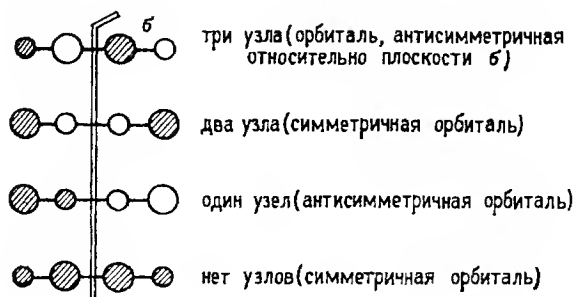 б
три узла (орбиталь, антисимметричная
относительно плоскости б)
два узла (симметричная орбиталь)
один узел (антисимметричная орбиталь)
нет узлов (симметричная орбиталь)